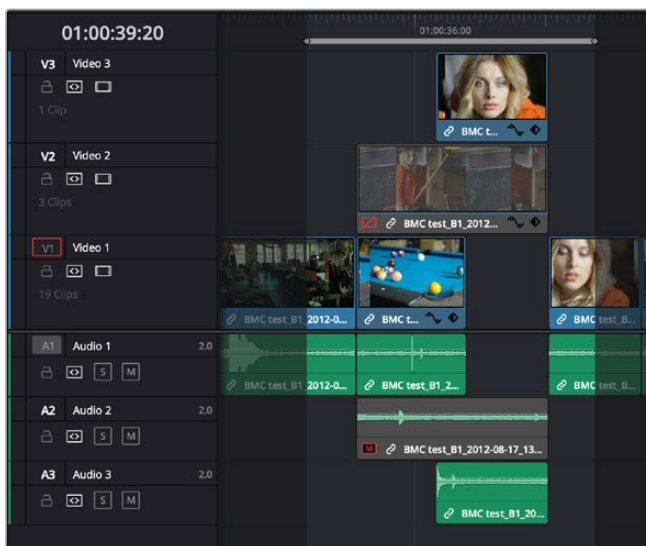 01:00:39:20
01:00:36:00
V3 Video 3
1 Clip
BMC t...
V2 Video 2
3 Clips
BMC test_B1_2012...
V1 Video 1
19 Clips
BMC test_B1_2012-0...
BMC t...
BMC test_B...
A1 Audio 1 2.0
S M
BMC test_B1_2012-0...
BMC test_B1_2...
BMC test_B...
A2 Audio 2 2.0
S M
M BMC test_B1_2012-08-17_13...
A3 Audio 3 2.0
S M
BMC test_B1_20...